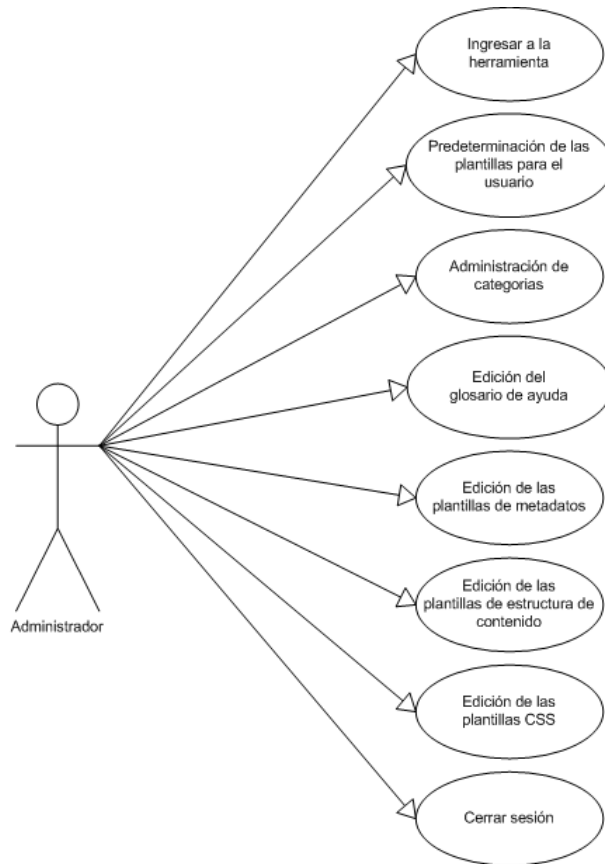 Ingresar a la
herramienta
Predeterminación de las
plantillas para el
usuario
Administración de
categorias
Edición del
glosario de ayuda
Edición de las
plantillas de metadatos
Edición de las
plantillas de estructura de
contenido
Edición de las
plantillas CSS
Cerrar sesión
Administrador